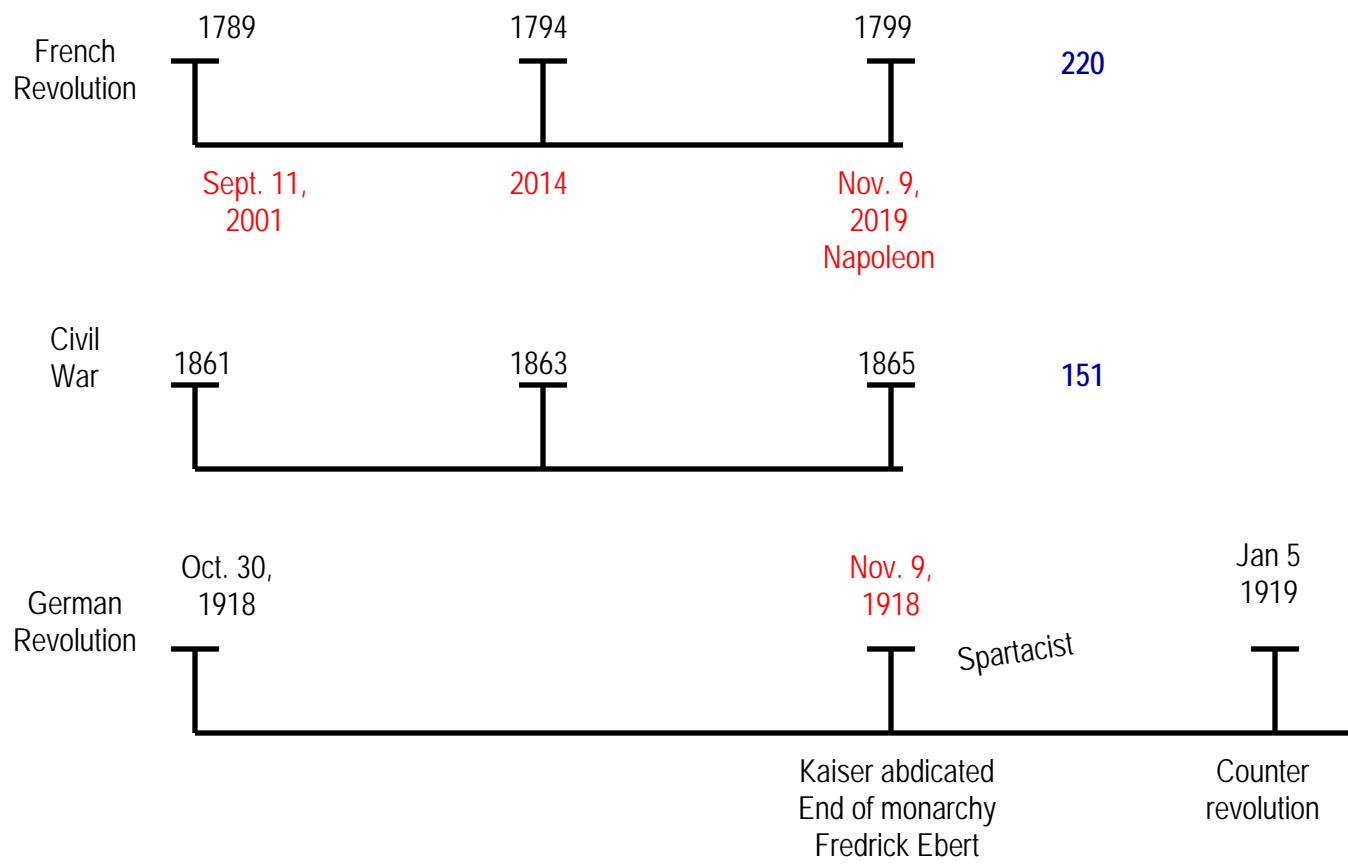 French
Revolution
1789
1794
1799
220
Sept. 11,
2001
2014
Nov. 9,
2019
Napoleon
Civil
War
1861
1863
1865
151
German
Revolution
Oct. 30,
1918
Nov. 9,
1918
Spartacist
Jan 5
1919
Kaiser abdicated
End of monarchy
Fredrick Ebert
Counter
revolution